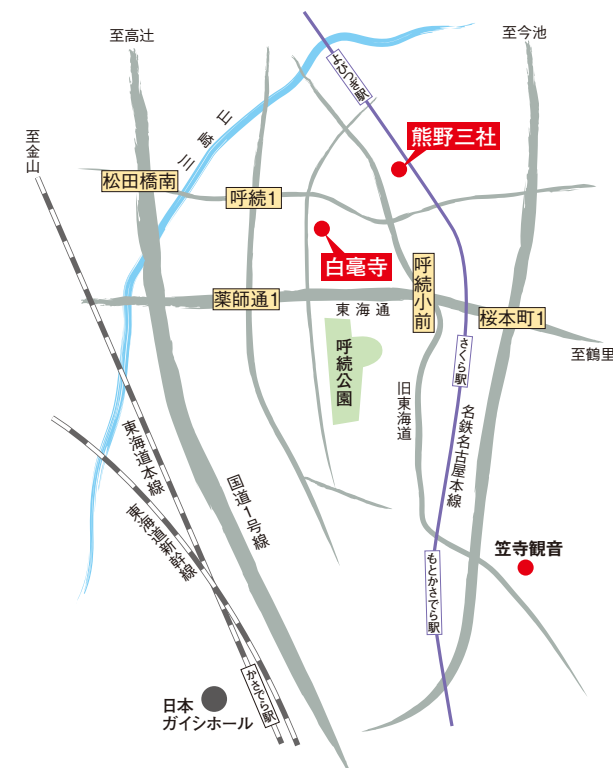 至高辻
至今池
よびつぎ駅
山崎川
至金山
熊野三社
松田橋南
呼続1
白毫寺
呼続小前
薬師通1
東海通
桜本町1
さくら駅
至鶴里
呼続公園
旧東海道
名鉄名古屋本線
東海道本線
国道1号線
東海道新幹線
笠寺観音
もとかさでら駅
かさでら駅
日本
ガイシホール